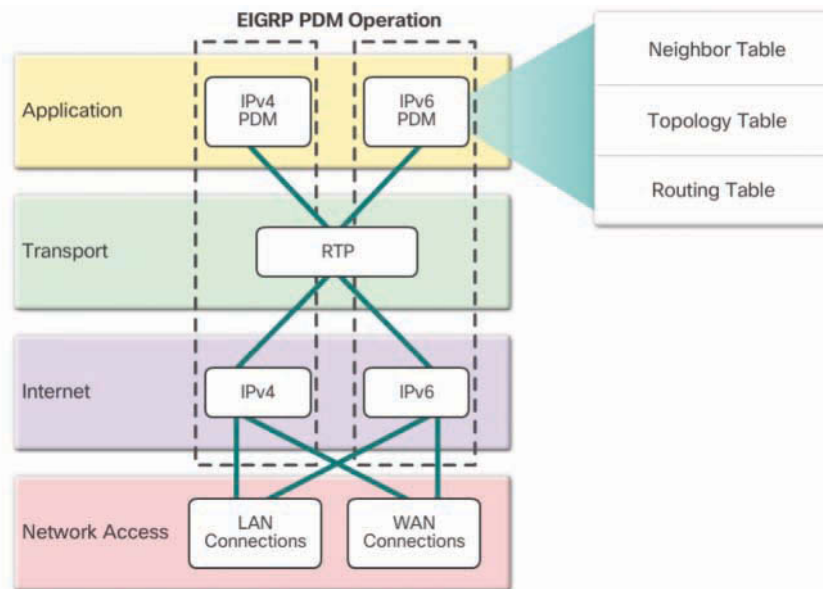 EIGRP PDM Operation
Neighbor Table
Topology Table
Routing Table
Application
IPv4
PDM
IPv6
PDM
Transport
RTP
Internet
IPv4
IPv6
Network Access
LAN
Connections
WAN
Connections